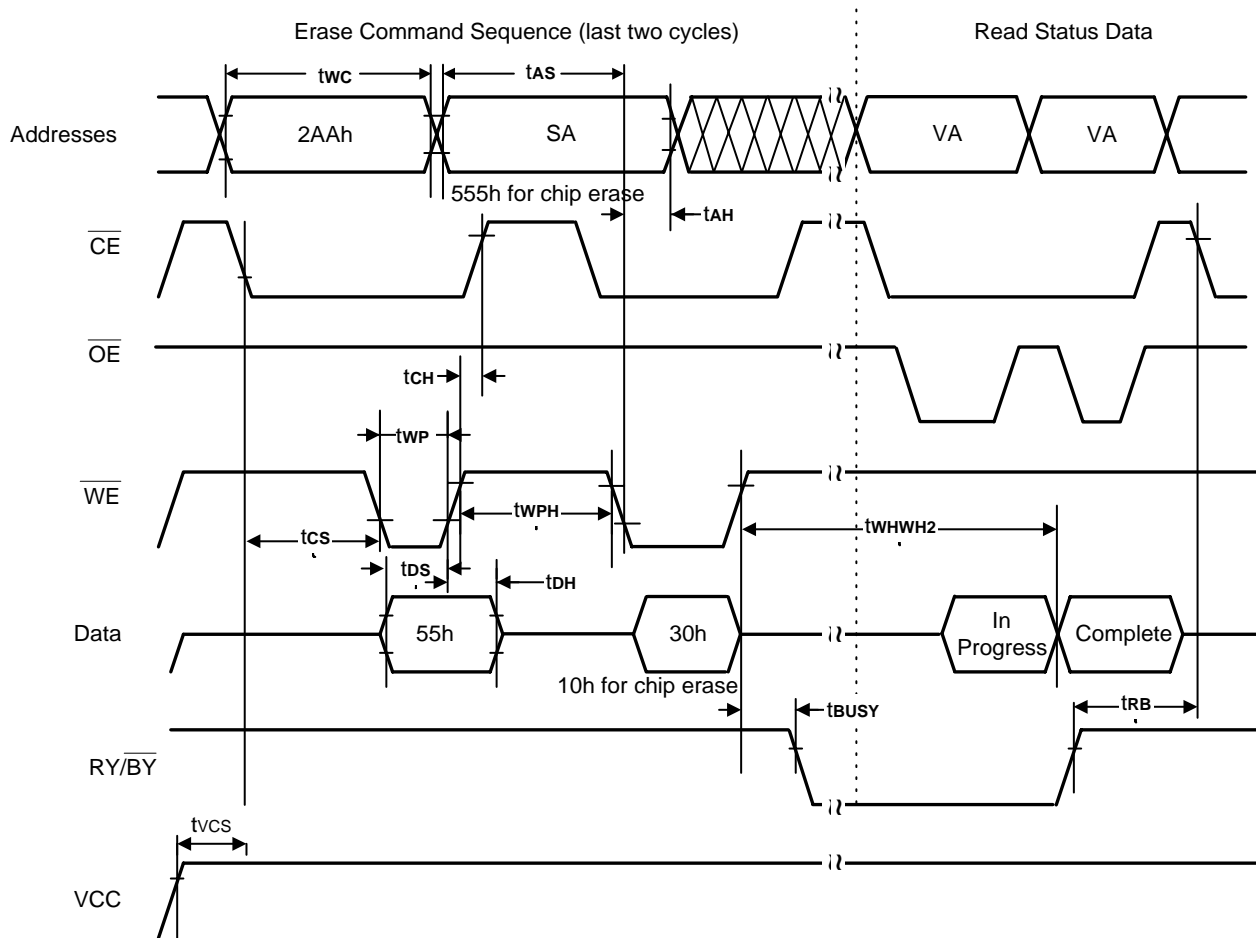 Erase Command Sequence (last two cycles)
Read Status Data
tWC
tAS
Addresses
2AAh
SA
VA
VA
555h for chip erase
tAH
CE
OE
tCH
tWP
WE
tWPH
tWHWH2
tCS
tDS
tDH
Data
55h
30h
In
Progress
Complete
10h for chip erase
tBUSY
tRB
RY/BY
tVCS
VCC